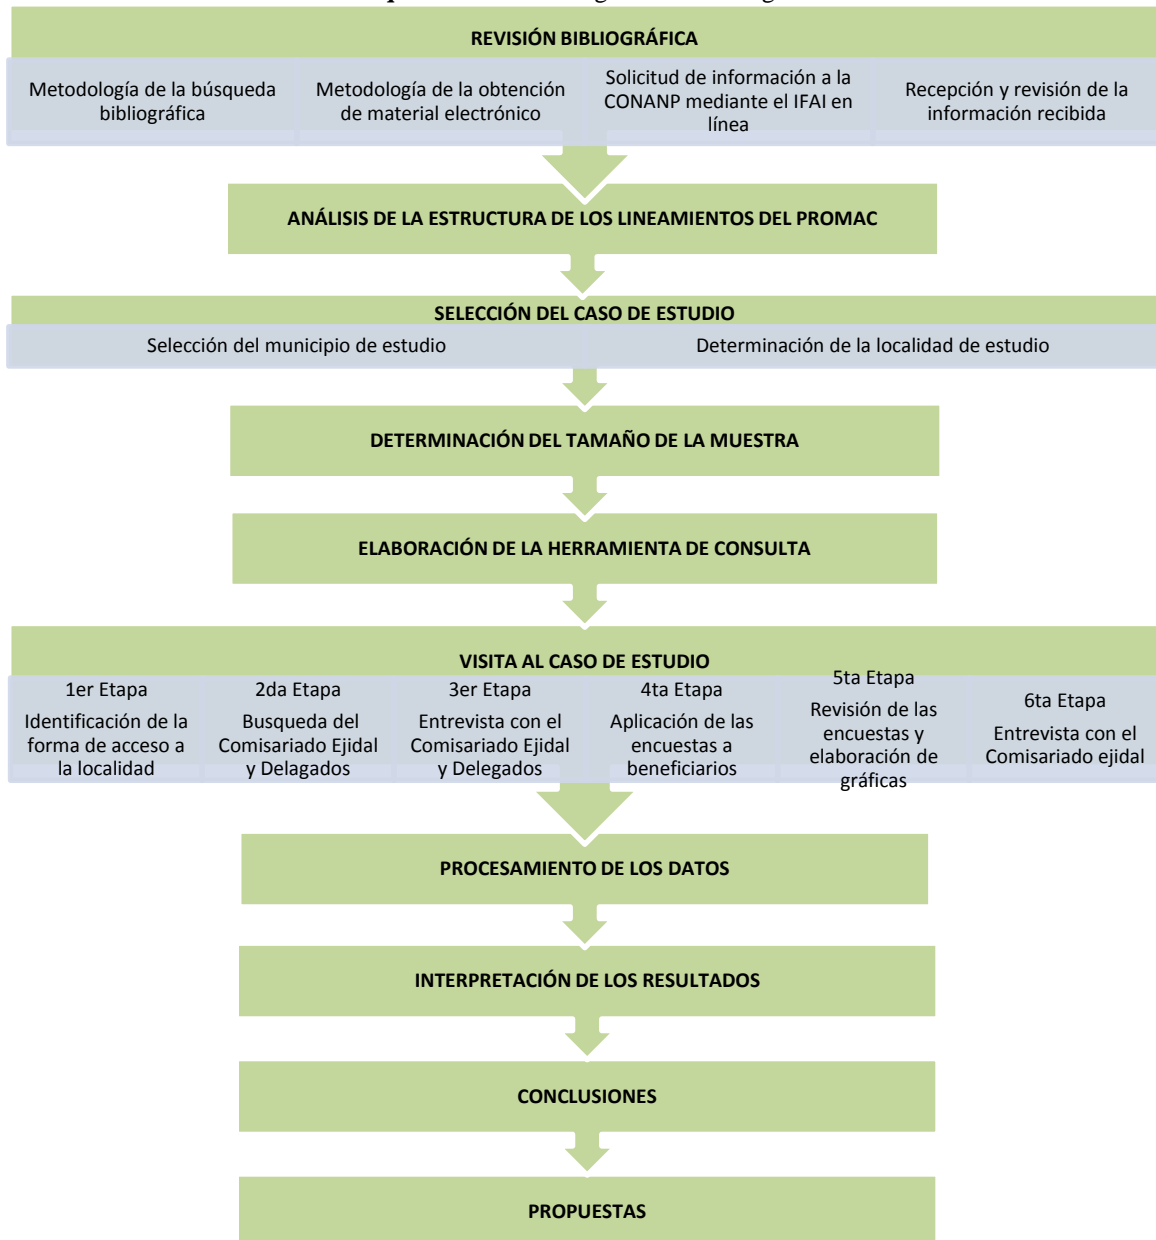 REVISIÓN BIBLIOGRÁFICA
Metodología de la búsqueda
bibliográfica
Metodología de la obtención
de material electrónico
Solicitud de información a la
CONANP mediante el IFAI en
línea
Recepción y revisión de la
información recibida
ANÁLISIS DE LA ESTRUCTURA DE LOS LINEAMIENTOS DEL PROMAC
SELECCIÓN DEL CASO DE ESTUDIO
Selección del municipio de estudio
Determinación de la localidad de estudio
DETERMINACIÓN DEL TAMAÑO DE LA MUESTRA
ELABORACIÓN DE LA HERRAMIENTA DE CONSULTA
VISITA AL CASO DE ESTUDIO
1er Etapa
Identificación de la
forma de acceso a
la localidad
2da Etapa
Busqueda del
Comisariado Ejidal
y Delagados
3er Etapa
Entrevista con el
Comisariado Ejidal
y Delegados
4ta Etapa
Aplicación de las
encuestas a
beneficiarios
5ta Etapa
Revisión de las
encuestas y
elaboración de
gráficas
6ta Etapa
Entrevista con el
Comisariado ejidal
PROCESAMIENTO DE LOS DATOS
INTERPRETACIÓN DE LOS RESULTADOS
CONCLUSIONES
PROPUESTAS